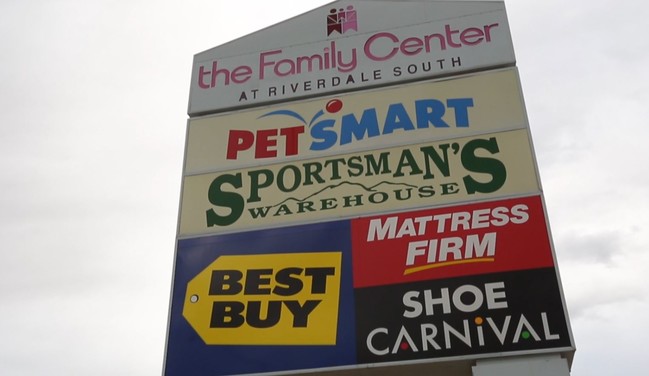 the Family Center
AT RIVERDALE SOUTH
PETSMART
SPORTSMAN'S
WAREHOUSE
BEST
BUY
MATTRESS
FIRM
SHOE
CARNiVAL